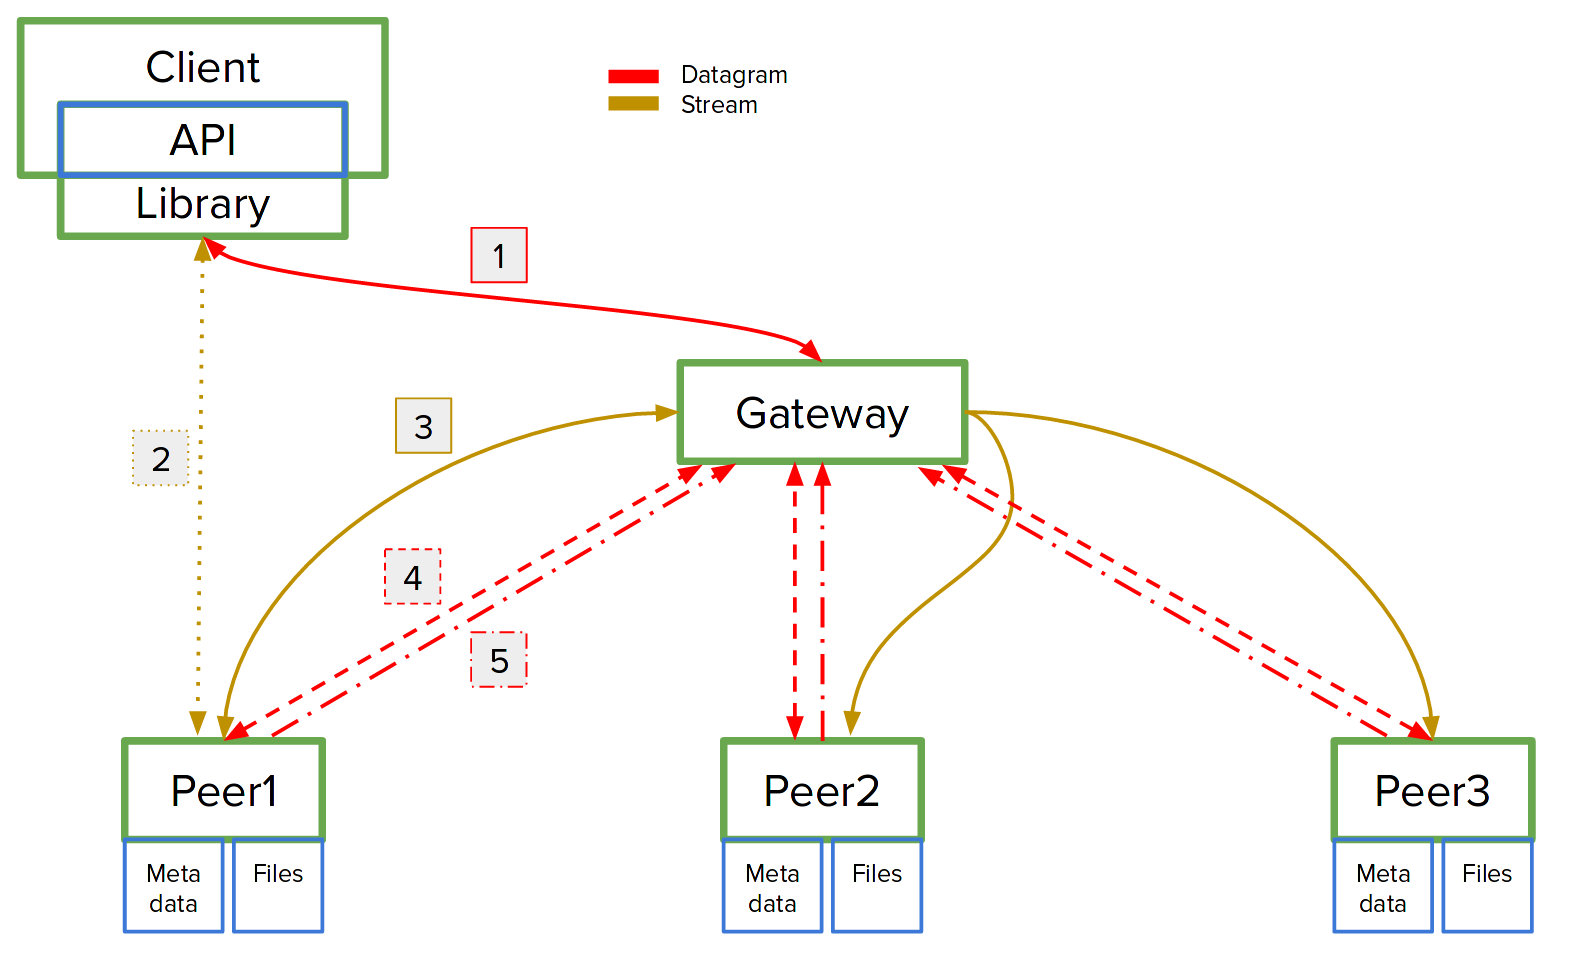 Client
API
Library
Datagram
Stream
1
Gateway
3
2
4
5
Peer1
Peer2
Peer3
Meta
data
Files
Meta
data
Files
Meta
data
Files